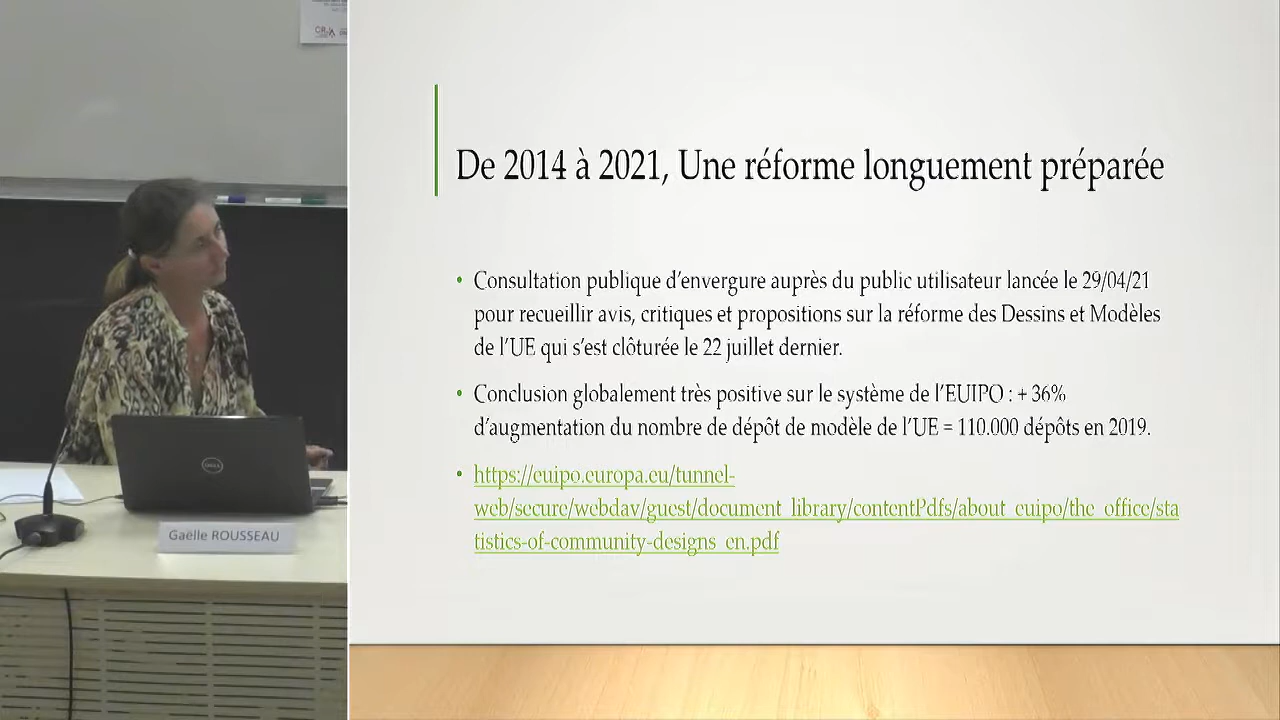 De 2014 à 2021, Une réforme longuement préparée
• Consultation publique d'envergure auprès du public utilisateur lancée le 29/04/21
pour recueillir avis, critiques et propositions sur la réforme des Dessins et Modèles
de l'UE qui s'est clôturée le 22 juillet dernier.
• Conclusion globalement très positive sur le système de l'EUIPO : + 36%
d'augmentation du nombre de dépôt de modèle de l'UE = 110.000 dépôts en 2019.
• https://euipo.europa.eu/tunnel-
web/secure/webdav/guest/document_library/contentPdfs/about_euipo/the_office/sta
tistics-of-community-designs_en.pdf
DELL
Gaëlle ROUSSEAU